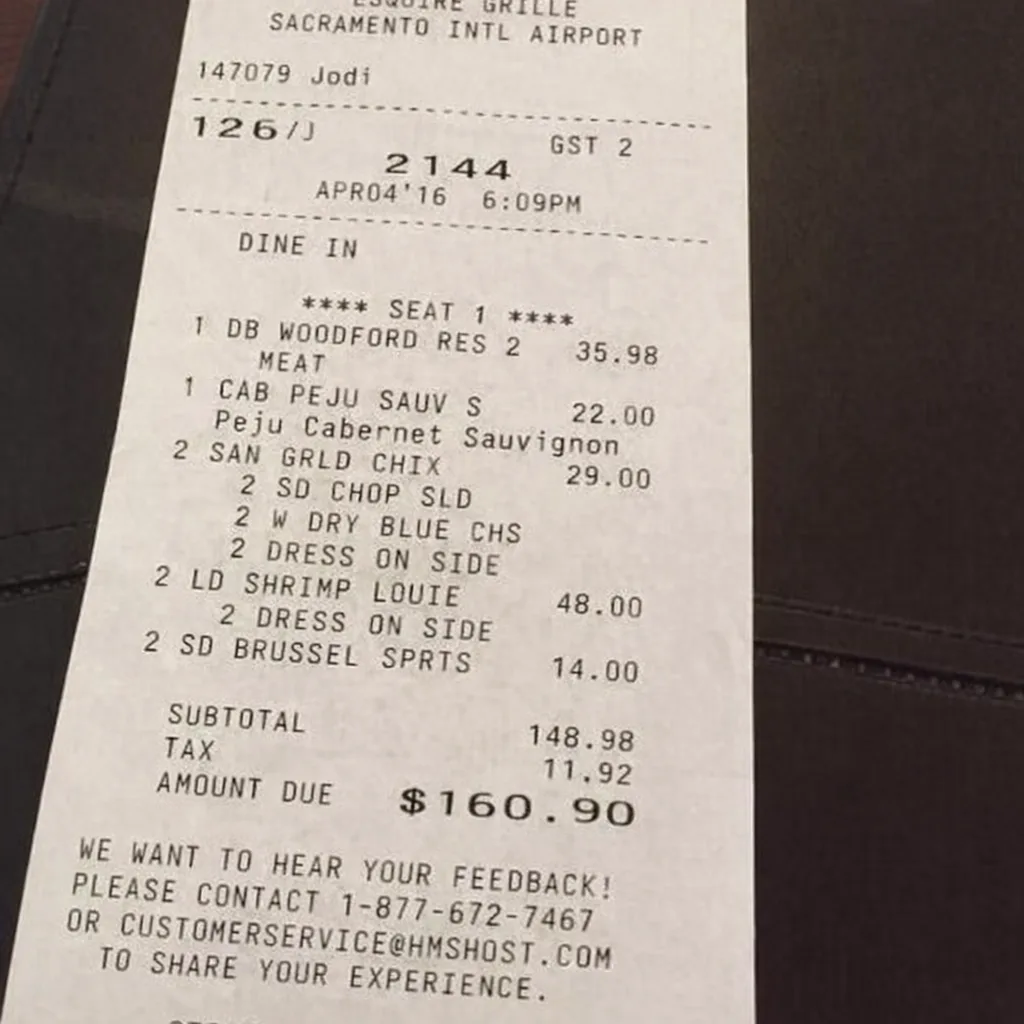 ESQUIRE GRILLE
SACRAMENTO INTL AIRPORT
147079 Jodi
126/J GST 2
2144
APR04'16 6:09PM
DINE IN
**** SEAT 1 ****
1 DB WOODFORD RES 2 35.98
MEAT
1 CAB PEJU SAUV S 22.00
Peju Cabernet Sauvignon
2 SAN GRLD CHIX 29.00
2 SD CHOP SLD
2 W DRY BLUE CHS
2 DRESS ON SIDE
2 LD SHRIMP LOUIE 48.00
2 DRESS ON SIDE
2 SD BRUSSEL SPRTS 14.00
SUBTOTAL 148.98
TAX 11.92
AMOUNT DUE $160.90
WE WANT TO HEAR YOUR FEEDBACK!
PLEASE CONTACT 1-877-672-7467
OR CUSTOMERSERVICE@HMSHOST.COM
TO SHARE YOUR EXPERIENCE.